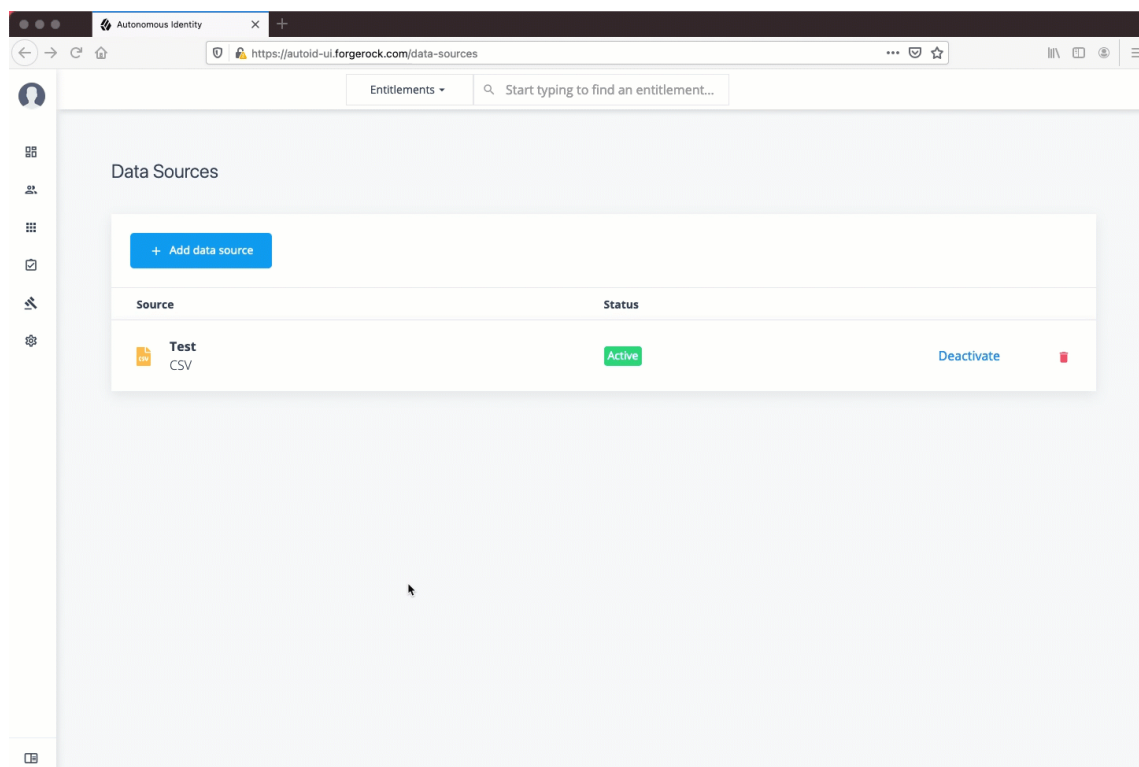 Autonomous Identity
https://autoid-ui.forgerock.com/data-sources
Entitlements
Start typing to find an entitlement...
Data Sources
+ Add data source
Source Status
Test
CSV
CSV
Active
Deactivate